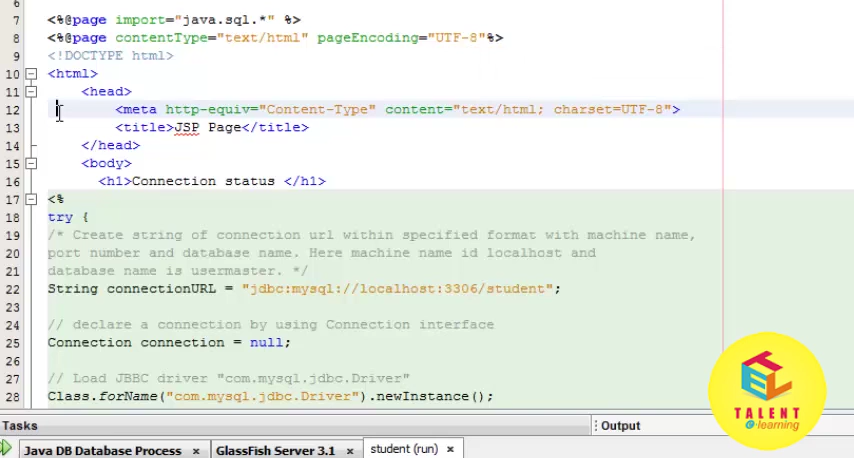 6
7 <%@page import="java.sql.*" %>
8 <%@page contentType="text/html" pageEncoding="UTF-8"%>
9 <!DOCTYPE html>
10 <html>
11 <head>
12 <meta http-equiv="Content-Type" content="text/html; charset=UTF-8">
13 <title>JSP Page</title>
14 </head>
15 <body>
16 <h1>Connection status </h1>
17 <%
18 try {
19 /* Create string of connection url within specified format with machine name,
20 port number and database name. Here machine name id localhost and
21 database name is usermaster. */
22 String connectionURL = "jdbc:mysql://localhost:3306/student";
23
24 // declare a connection by using Connection interface
25 Connection connection = null;
26
27 // Load JBBC driver "com.mysql.jdbc.Driver"
28 Class.forName("com.mysql.jdbc.Driver").newInstance();
Tasks
Output
Java DB Database Process × GlassFish Server 3.1 × student (run) ×
TALENT
e-learning